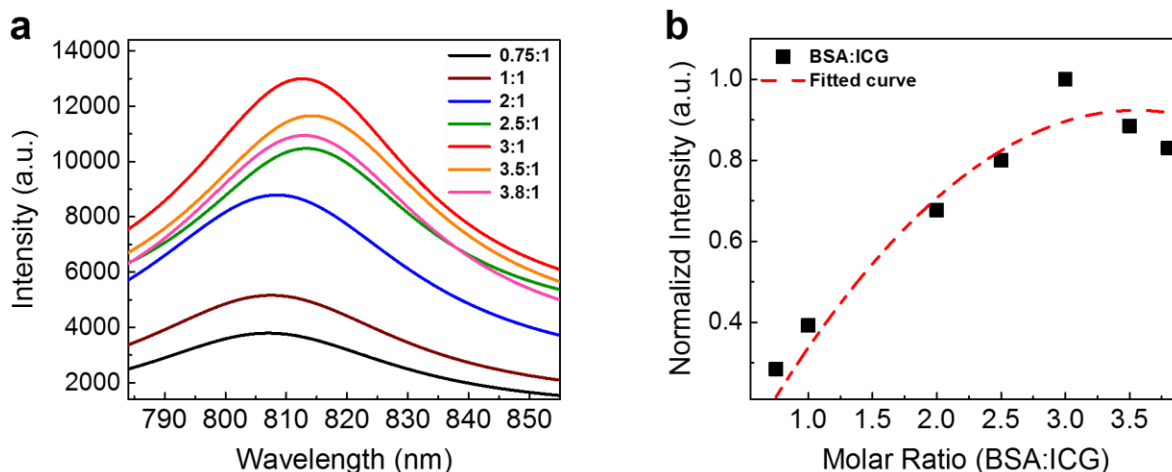 a
14000
12000
10000
8000
6000
4000
2000
Intensity (a.u.)
0.75:1
1:1
2:1
2.5:1
3:1
3.5:1
3.8:1
790 800 810 820 830 840 850
Wavelength (nm)
b
1.0
0.8
0.6
0.4
Normalizd Intensity (a.u.)
BSA:ICG
Fitted curve
1.0 1.5 2.0 2.5 3.0 3.5
Molar Ratio (BSA:ICG)